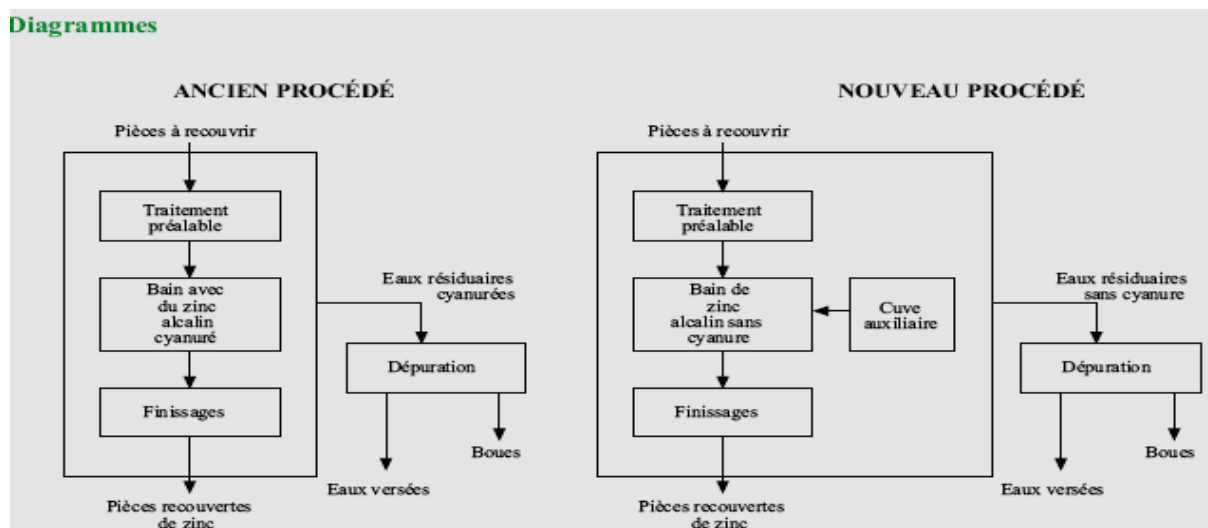 Diagrammes
ANCIEN PROCÉDÉ
Pièces à recouvrir
Traitement
préalable
Bain avec
du zinc
alcalin
cyanuré
Finissages
Pièces recouvertes
de zinc
Eaux résiduaires
cyanurées
Dépuration
Eaux versées
Boues
NOUVEAU PROCÉDÉ
Pièces à recouvrir
Traitement
préalable
Bain de
zinc
alcalin sans
cyanure
Cuve
auxiliaire
Finissages
Pièces recouvertes
de zinc
Eaux résiduaires
sans cyanure
Dépuration
Eaux versées
Boues